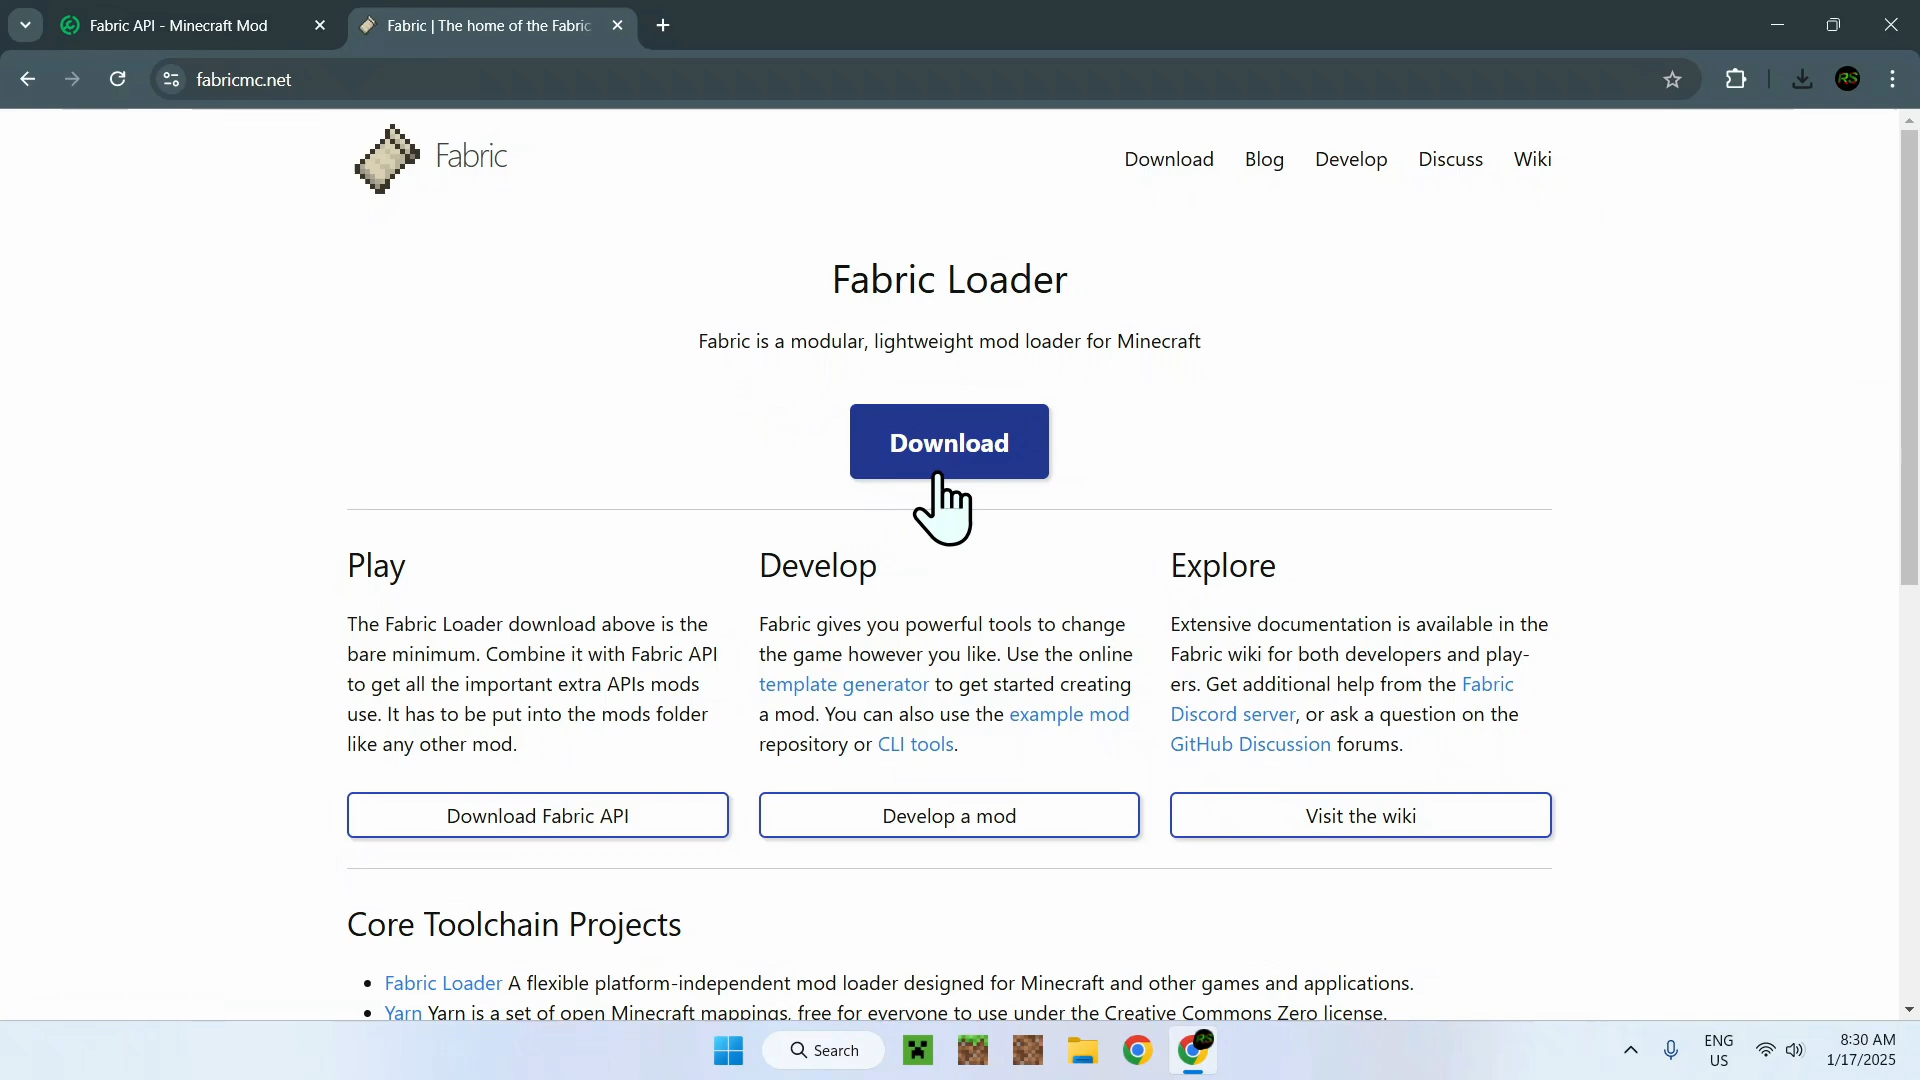 Fabric API - Minecraft Mod
Fabric | The home of the Fabric
fabricmc.net
RS
Fabric
Download Blog Develop Discuss Wiki
Fabric Loader
Fabric is a modular, lightweight mod loader for Minecraft
Download
Play
The Fabric Loader download above is the
bare minimum. Combine it with Fabric API
to get all the important extra APIs mods
use. It has to be put into the mods folder
like any other mod.
Download Fabric API
Develop
Fabric gives you powerful tools to change
the game however you like. Use the online
template generator to get started creating
a mod. You can also use the example mod
repository or CLI tools.
Develop a mod
Explore
Extensive documentation is available in the
Fabric wiki for both developers and play-
ers. Get additional help from the Fabric
Discord server, or ask a question on the
GitHub Discussion forums.
Visit the wiki
Core Toolchain Projects
• Fabric Loader A flexible platform-independent mod loader designed for Minecraft and other games and applications.
• Yarn Yarn is a set of open Minecraft mappings, free for everyone to use under the Creative Commons Zero license.
Search
RS
ENG
US
8:30 AM
1/17/2025